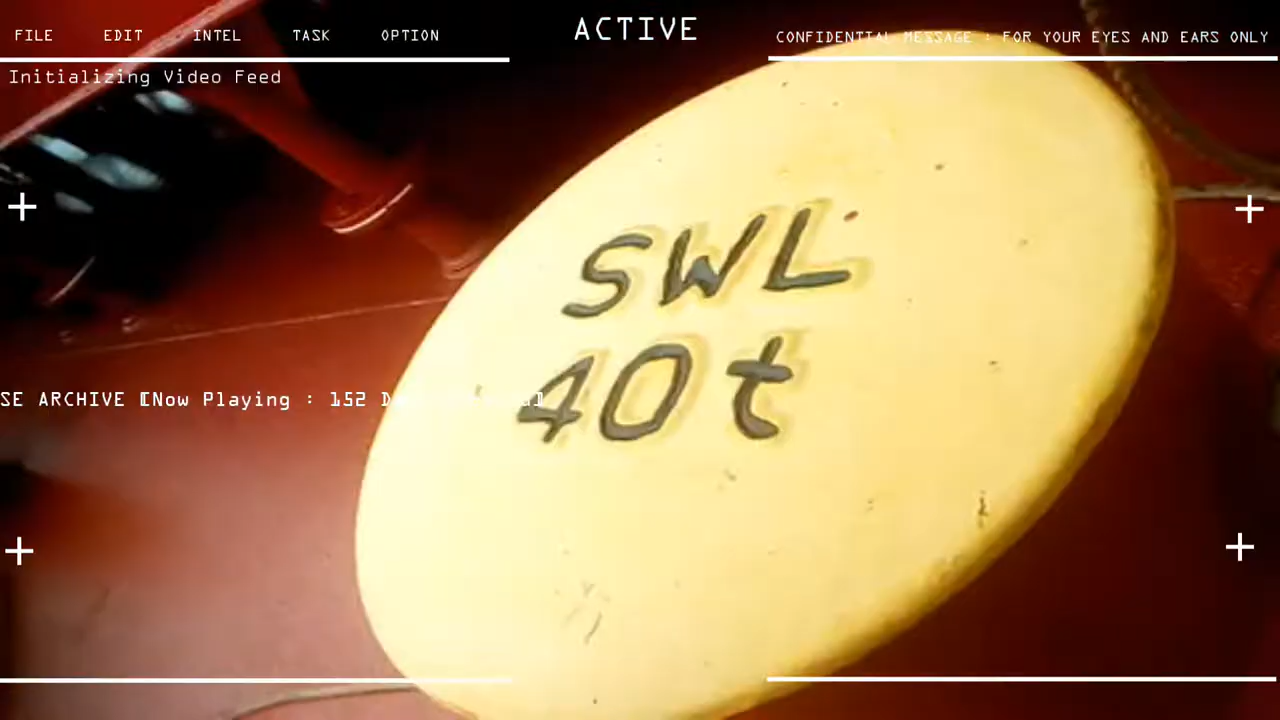 FILE EDIT INTEL TASK OPTION
ACTIVE
CONFIDENTIAL MESSAGE : FOR YOUR EYES AND EARS ONLY
Initializing Video Feed
SWL
40t
SE ARCHIVE [Now Playing : 152